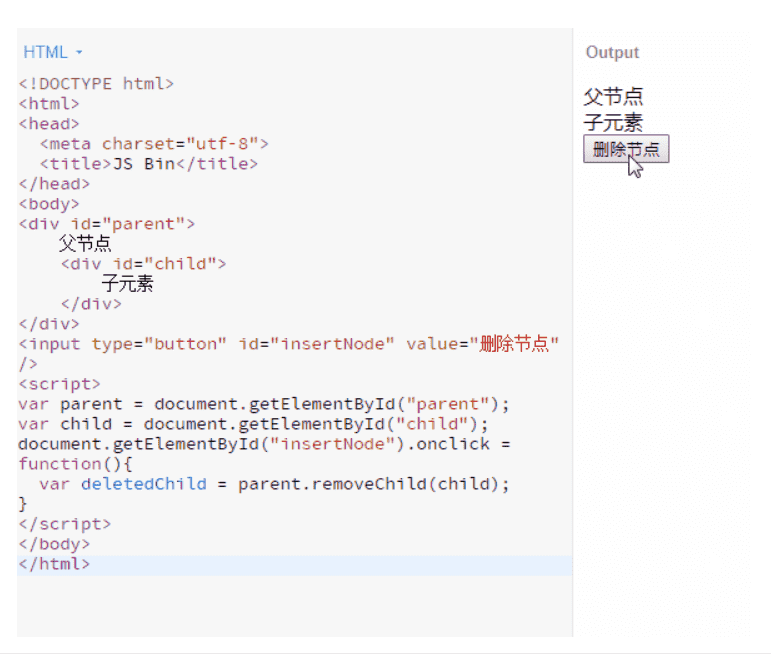 HTML
Output
<!DOCTYPE html>
<html>
<head>
  <meta charset="utf-8">
  <title>JS Bin</title>
</head>
<body>
<div id="parent">
    父节点
    <div id="child">
        子元素
    </div>
</div>
<input type="button" id="insertNode" value="删除节点"
/>
<script>
var parent = document.getElementById("parent");
var child = document.getElementById("child");
document.getElementById("insertNode").onclick =
function(){
  var deletedChild = parent.removeChild(child);
}
</script>
</body>
</html>
父节点
子元素
删除节点